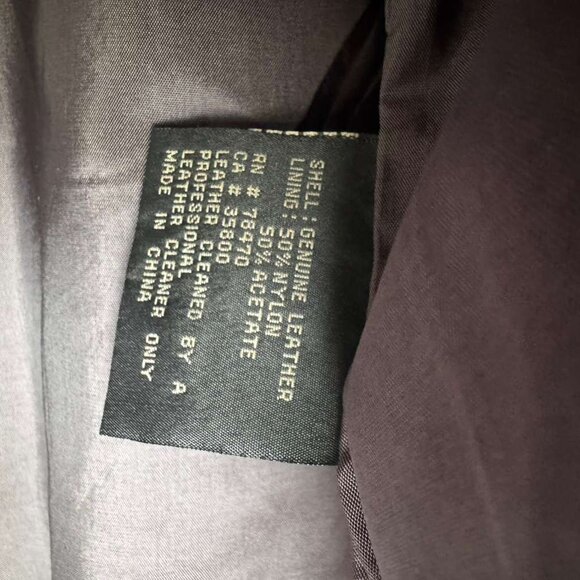 SHELL: GENUINE LEATHER
LINING: 50% NYLON
50% ACETATE
RN # 78470
CA # 35800
LEATHER CLEANED BY A
PROFESSIONAL
LEATHER CLEANER ONLY
MADE IN CHINA